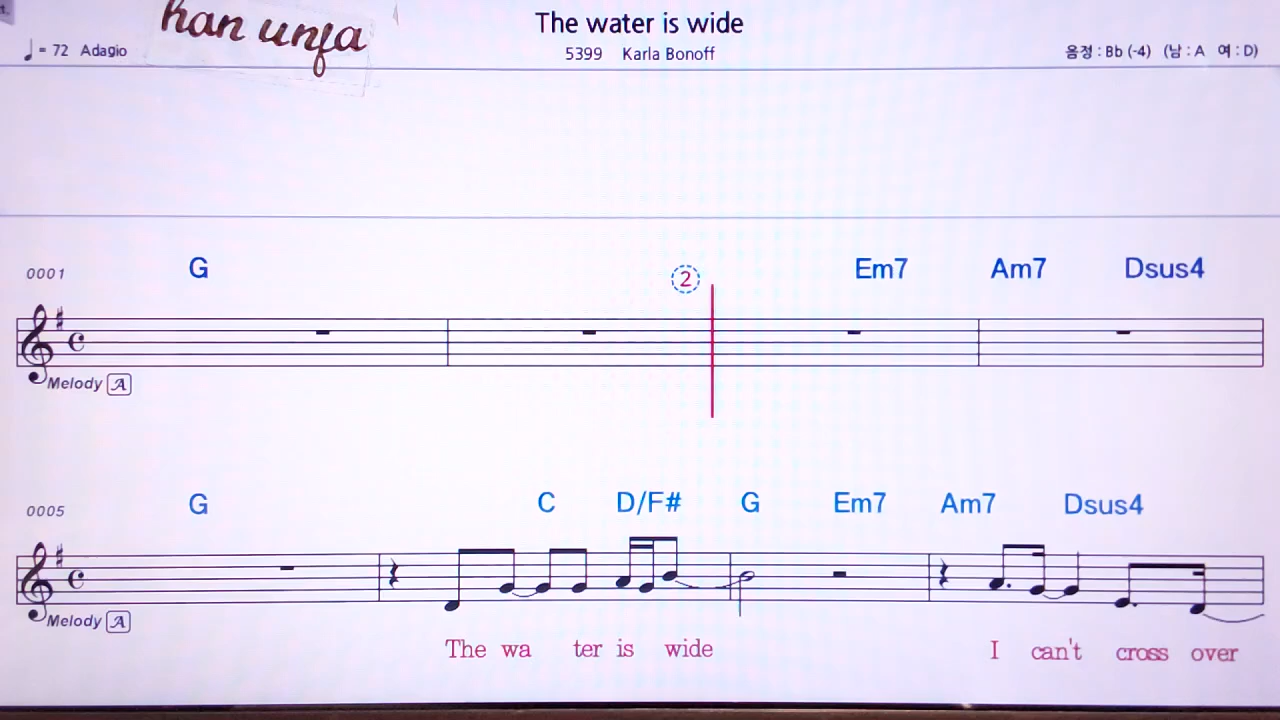 han unja
The water is wide
♩ = 72 Adagio
5399 Karla Bonoff
음정 : Bb (-4) (남 : A 여 : D)
0001 G ② Em7 Am7 Dsus4
Melody A
0005 G C D/F# G Em7 Am7 Dsus4
Melody A
The wa ter is wide I can't cross over